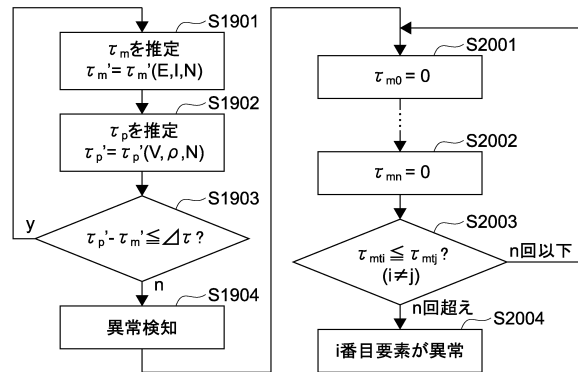 S1901
τmを推定
τm'=τm'(E,I,N)
S1902
τpを推定
τp'=τp'(V,ρ,N)
S1903
τp'-τm'≦⊿τ?
y
n
S1904
異常検知
S2001
τm0=0
S2002
τmn=0
S2003
τmti≦τmtj?
(i≠j)
n回以下
n回超え
S2004
i番目要素が異常